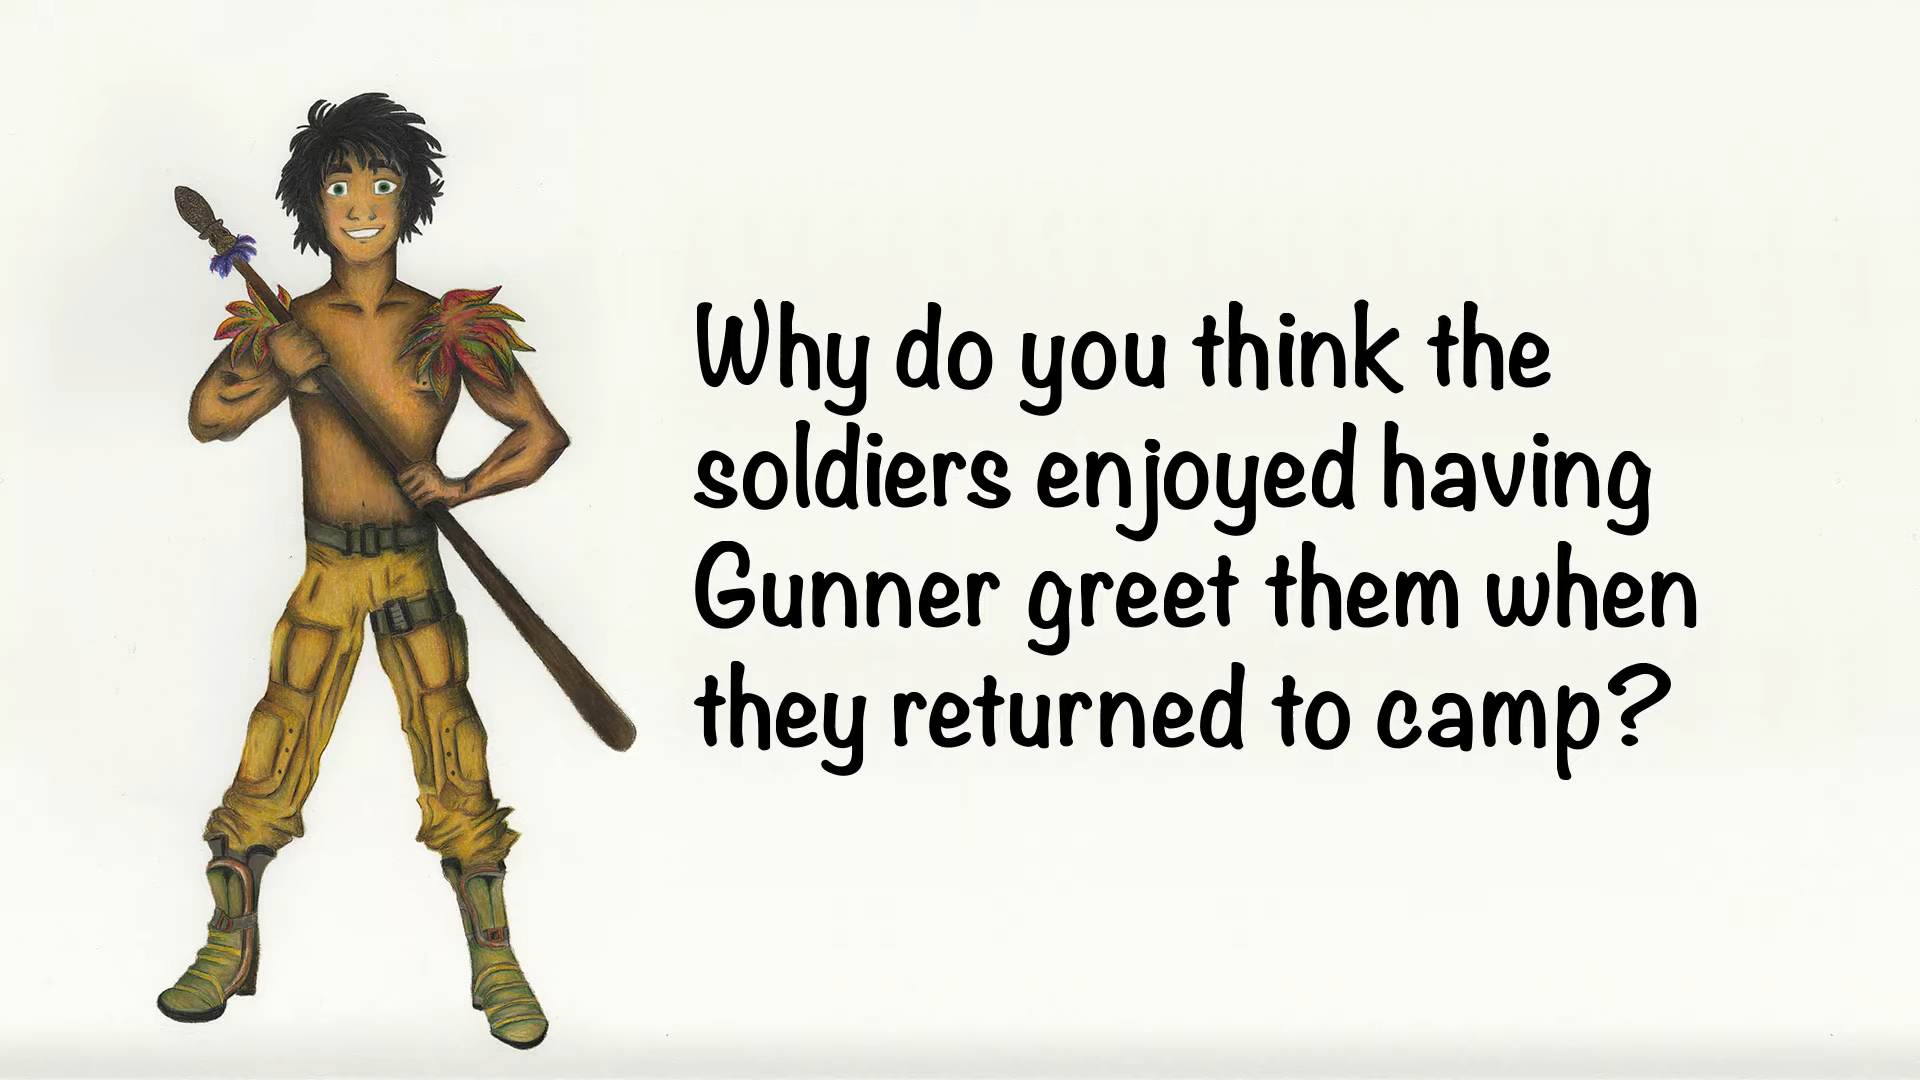 Why do you think the
soldiers enjoyed having
Gunner greet them when
they returned to camp?